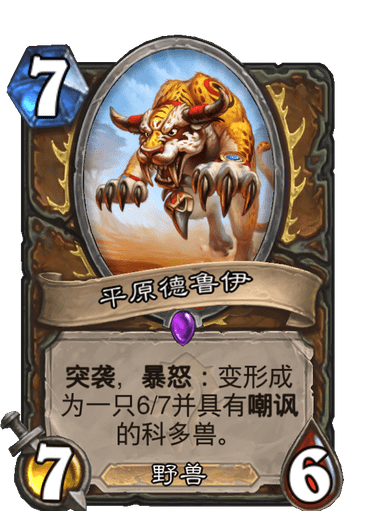 7
平原德鲁伊
突袭，暴怒：变形成
为一只6/7并具有嘲讽
的科多兽。
7
野兽
6